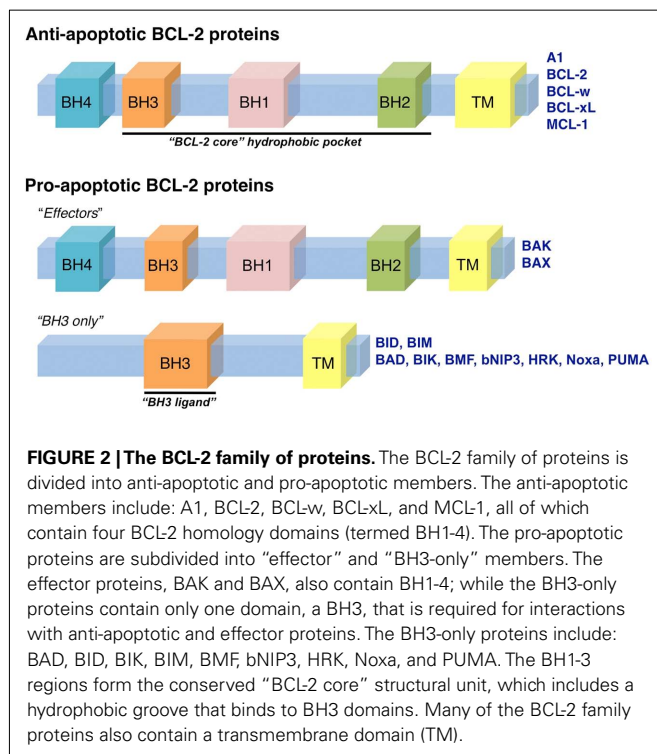 Anti-apoptotic BCL-2 proteins
BH4 BH3 BH1 BH2 TM
A1
BCL-2
BCL-w
BCL-xL
MCL-1
"BCL-2 core" hydrophobic pocket
Pro-apoptotic BCL-2 proteins
"Effectors"
BH4 BH3 BH1 BH2 TM
BAK
BAX
"BH3 only"
BH3 TM
BID, BIM
BAD, BIK, BMF, bNIP3, HRK, Noxa, PUMA
"BH3 ligand"
FIGURE 2 | The BCL-2 family of proteins. The BCL-2 family of proteins is
divided into anti-apoptotic and pro-apoptotic members. The anti-apoptotic
members include: A1, BCL-2, BCL-w, BCL-xL, and MCL-1, all of which
contain four BCL-2 homology domains (termed BH1-4). The pro-apoptotic
proteins are subdivided into “effector” and “BH3-only” members. The
effector proteins, BAK and BAX, also contain BH1-4; while the BH3-only
proteins contain only one domain, a BH3, that is required for interactions
with anti-apoptotic and effector proteins. The BH3-only proteins include:
BAD, BID, BIK, BIM, BMF, bNIP3, HRK, Noxa, and PUMA. The BH1-3
regions form the conserved “BCL-2 core” structural unit, which includes a
hydrophobic groove that binds to BH3 domains. Many of the BCL-2 family
proteins also contain a transmembrane domain (TM).